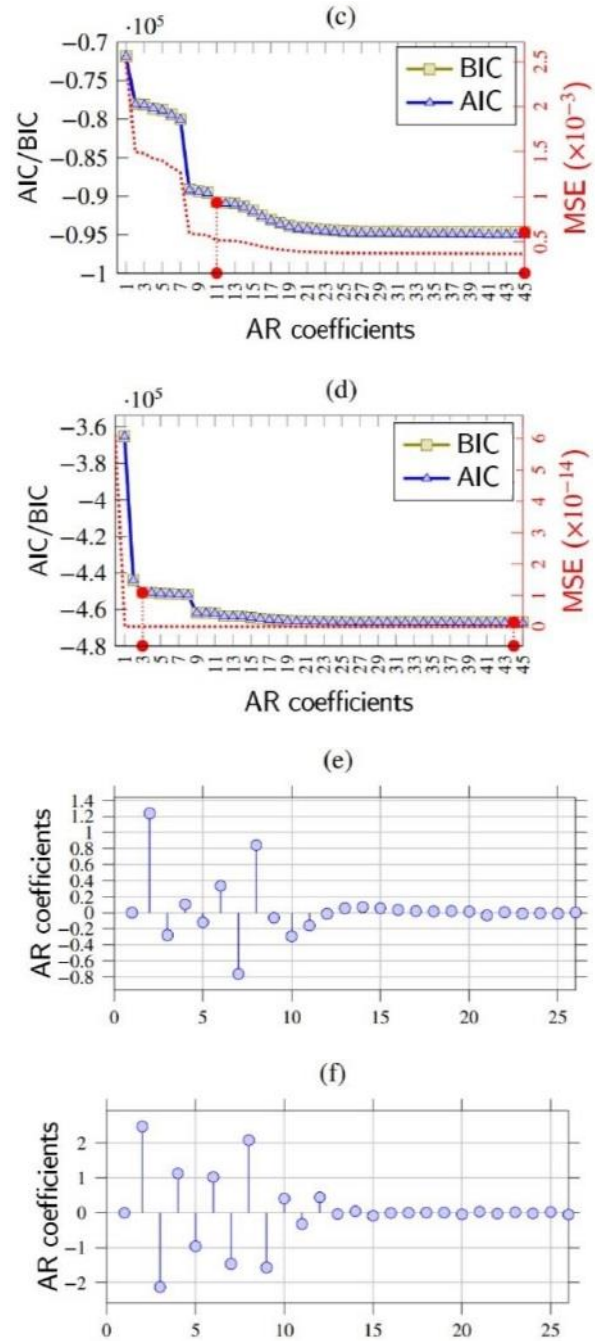 (c)
·10⁵
−0.7
−0.75
−0.8
−0.85
−0.9
−0.95
−1
AIC/BIC
BIC
AIC
2.5
2
1.5
1
0.5
MSE (×10⁻³)
1 3 5 7 9 11 13 15 17 19 21 23 25 27 29 31 33 35 37 39 41 43 45
AR coefficients
(d)
·10⁵
−3.6
−3.8
−4
−4.2
−4.4
−4.6
−4.8
AIC/BIC
BIC
AIC
6
5
4
3
2
1
0
MSE (×10⁻¹⁴)
1 3 5 7 9 11 13 15 17 19 21 23 25 27 29 31 33 35 37 39 41 43 45
AR coefficients
(e)
1.4
1.2
1
0.8
0.6
0.4
0.2
0
−0.2
−0.4
−0.6
−0.8
AR coefficients
0 5 10 15 20 25
(f)
2
1
0
−1
−2
AR coefficients
0 5 10 15 20 25